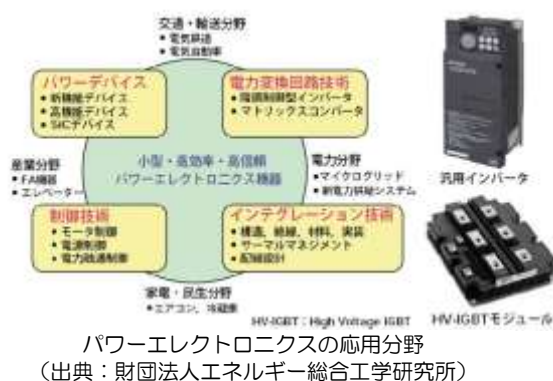 交通・輸送分野
• 電気鉄道
• 電気自動車
パワーデバイス
• 新機能デバイス
• 高機能デバイス
• SiCデバイス
電力変換回路技術
• 階調制御型インバータ
• マトリックスコンバータ
産業分野
• FA機器
• エレベーター
小型・高効率・高信頼
パワーエレクトロニクス機器
電力分野
• マイクログリッド
• 新電力供給システム
制御技術
• モータ制御
• 電源制御
• 電力融通制御
インテグレーション技術
• 構造、絶縁、材料、実装
• サーマルマネジメント
• 配線設計
家電・民生分野
• エアコン、冷蔵庫
HV-IGBT:High Voltage IGBT
汎用インバータ
HV-IGBTモジュール
パワーエレクトロニクスの応用分野
(出典:財団法人エネルギー総合工学研究所)